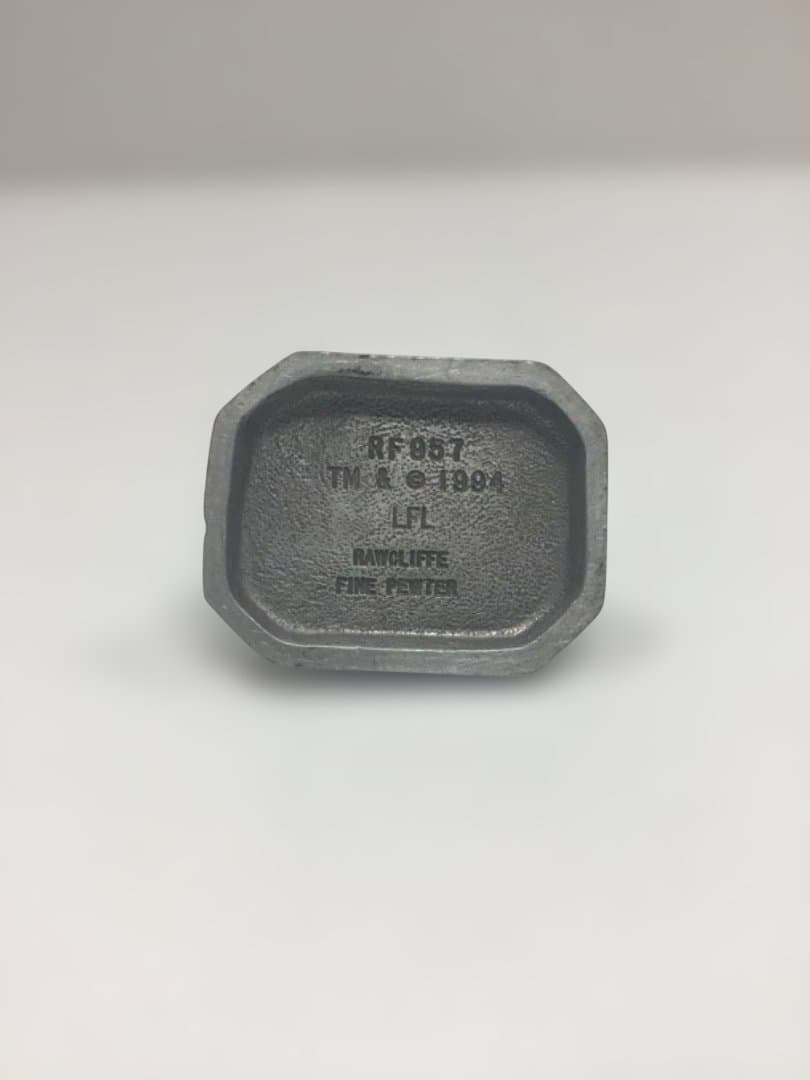 RF957
TM & © 1994
LFL
RAWCLIFFE
FINE PEWTER